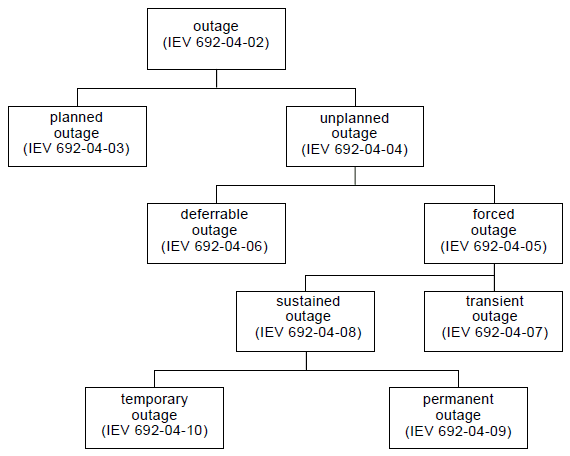 outage
(IEV 692-04-02)
planned
outage
(IEV 692-04-03)
unplanned
outage
(IEV 692-04-04)
deferrable
outage
(IEV 692-04-06)
forced
outage
(IEV 692-04-05)
sustained
outage
(IEV 692-04-08)
transient
outage
(IEV 692-04-07)
temporary
outage
(IEV 692-04-10)
permanent
outage
(IEV 692-04-09)